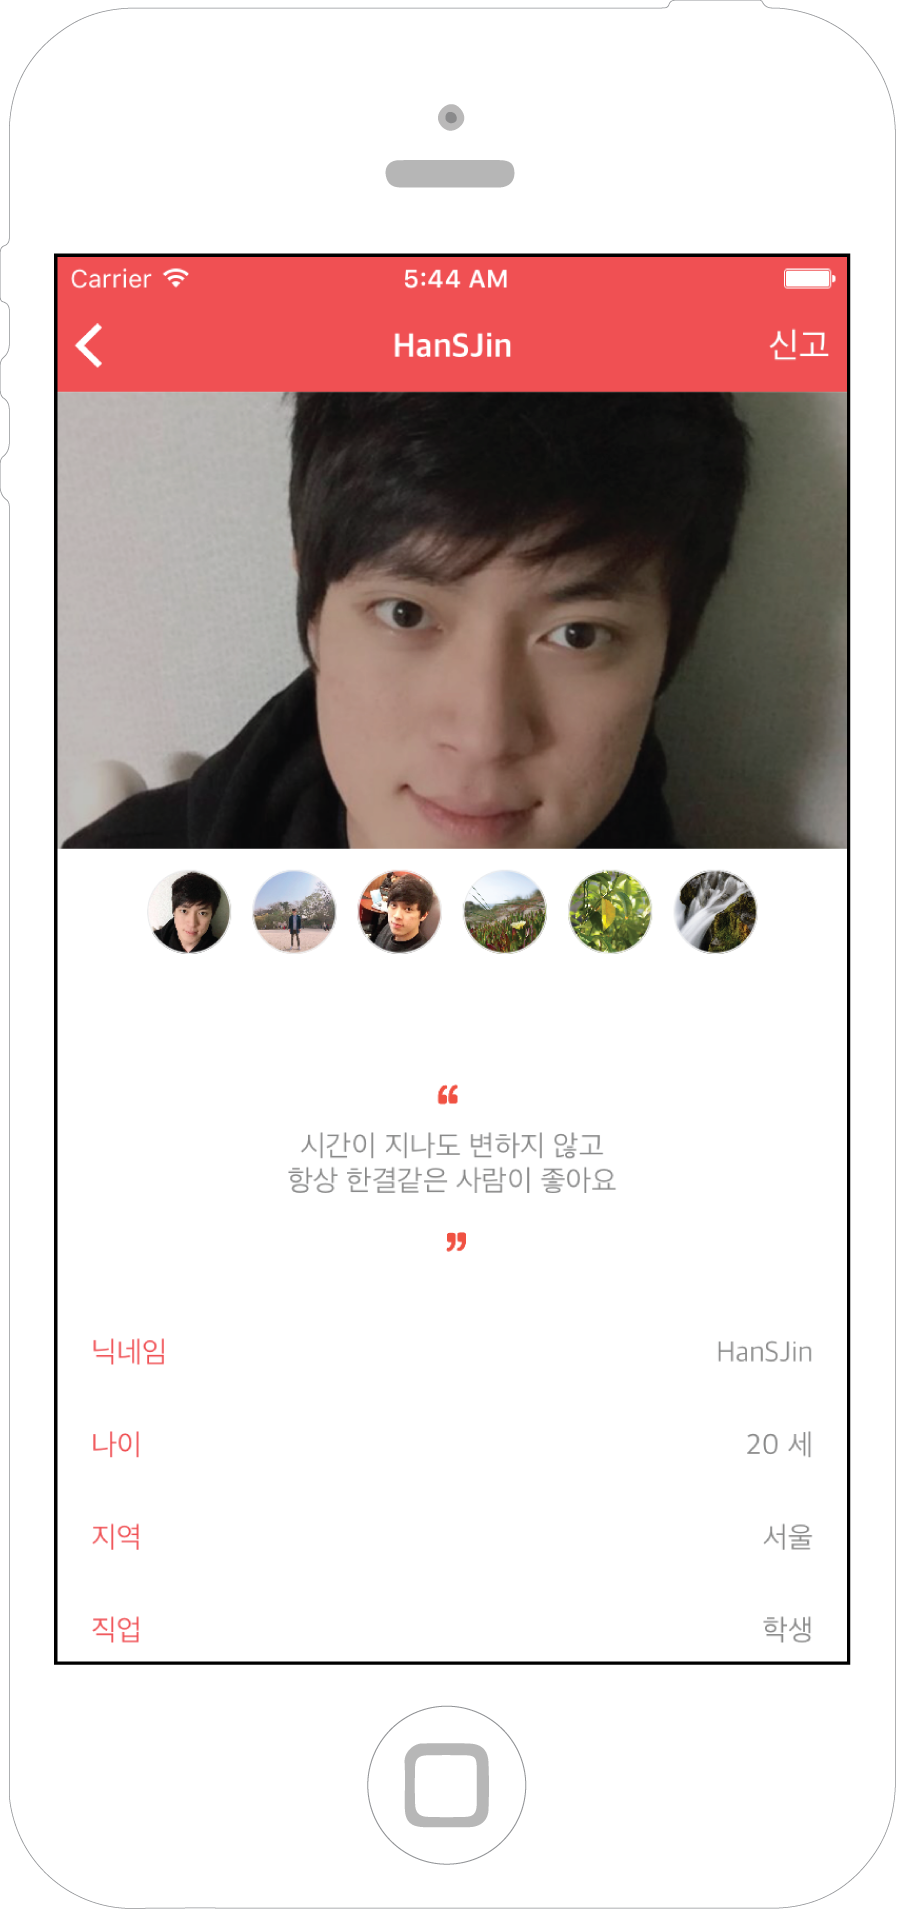 Carrier 5:44 AM
HanSJin 신고
❝
시간이 지나도 변하지 않고
항상 한결같은 사람이 좋아요
❞
닉네임 HanSJin
나이 20 세
지역 서울
직업 학생